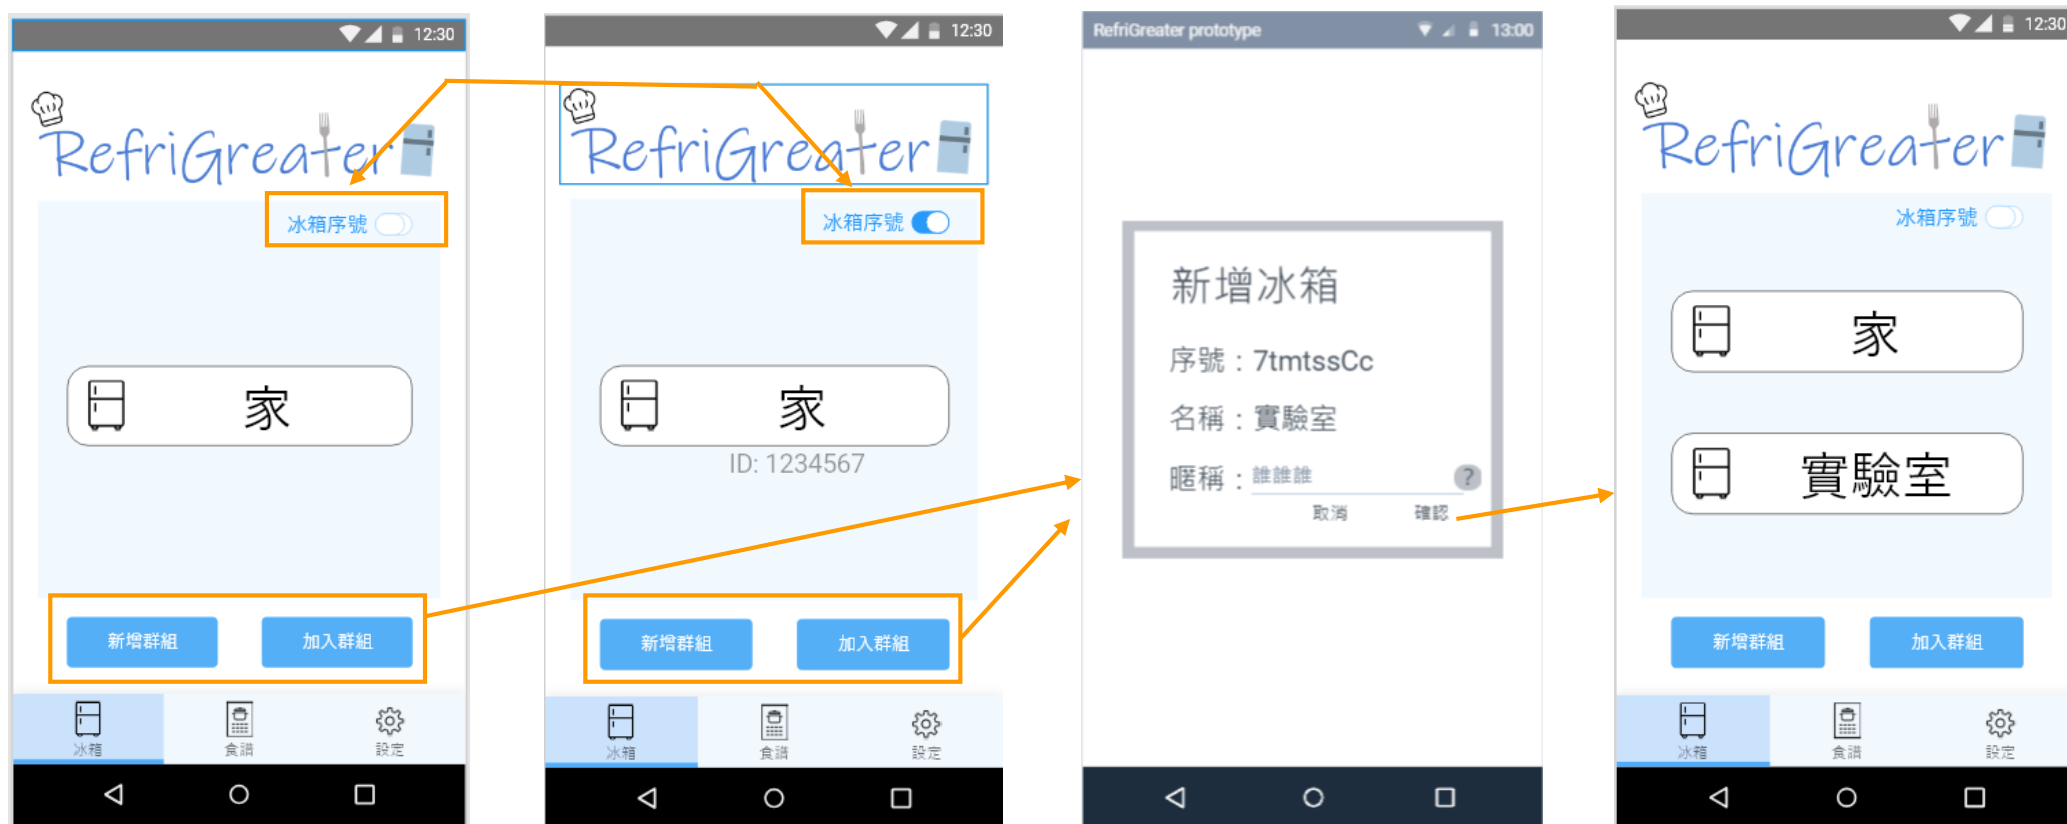 12:30
RefriGreater
冰箱序號
家
新增群組
加入群組
冰箱
食譜
設定
12:30
RefriGreater
冰箱序號
家
ID: 1234567
新增群組
加入群組
冰箱
食譜
設定
RefriGreater prototype
13:00
新增冰箱
序號：7tmtssCc
名稱：實驗室
暱稱：誰誰誰 ?
取消
確認
12:30
RefriGreater
冰箱序號
家
實驗室
新增群組
加入群組
冰箱
食譜
設定